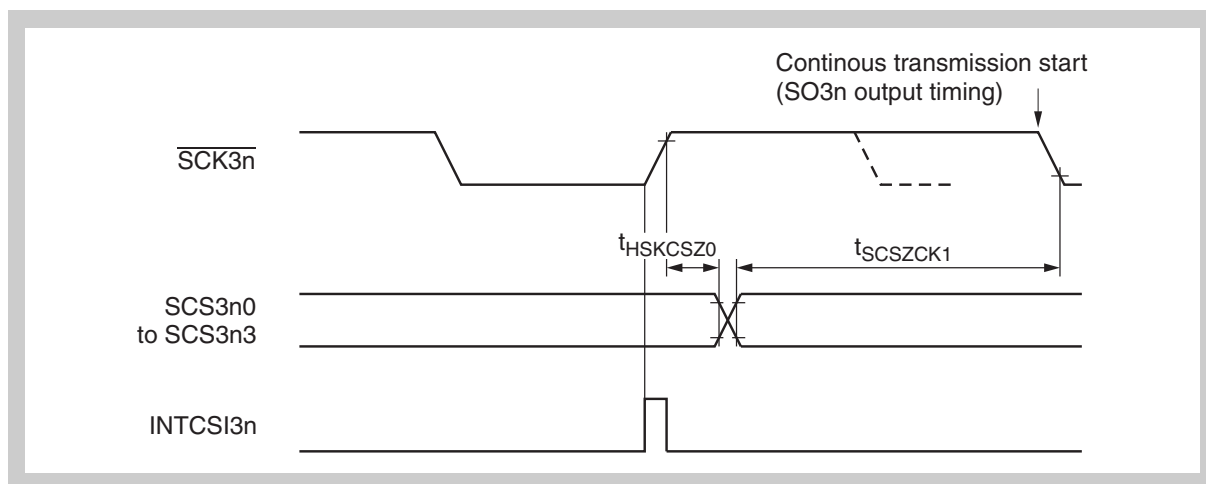 Continous transmission start
(SO3n output timing)
SCK3n
tHSKCSZ0
tSCSZCK1
SCS3n0
to SCS3n3
INTCSI3n